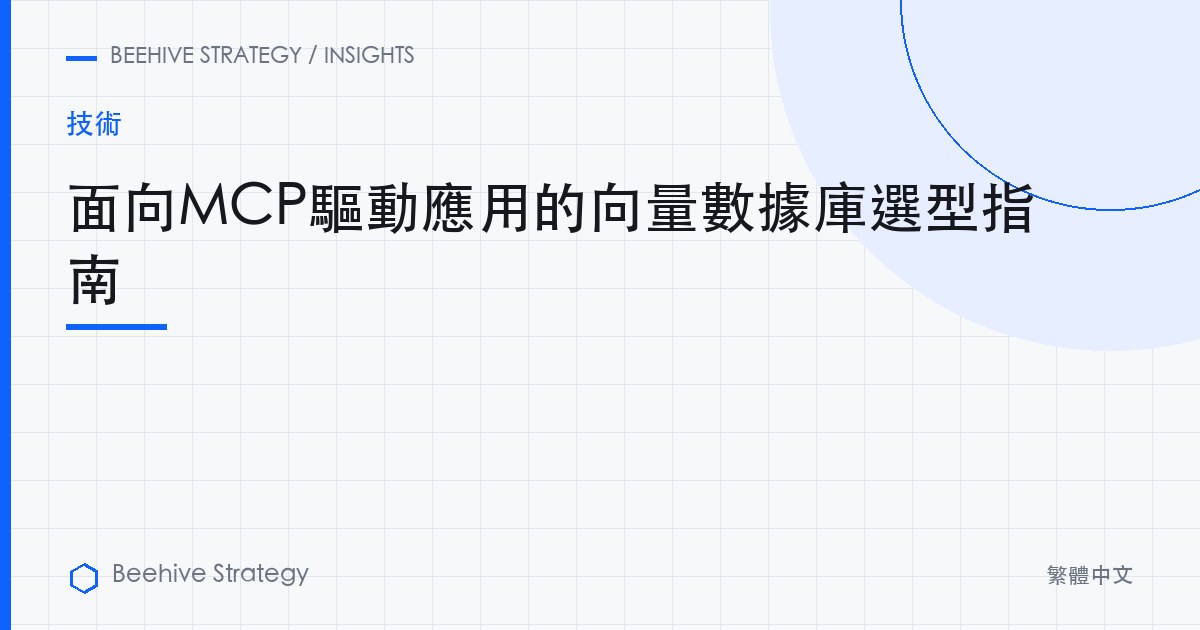 BEEHIVE STRATEGY / INSIGHTS
技術
面向MCP驅動應用的向量數據庫選型指
南
Beehive Strategy
繁體中文